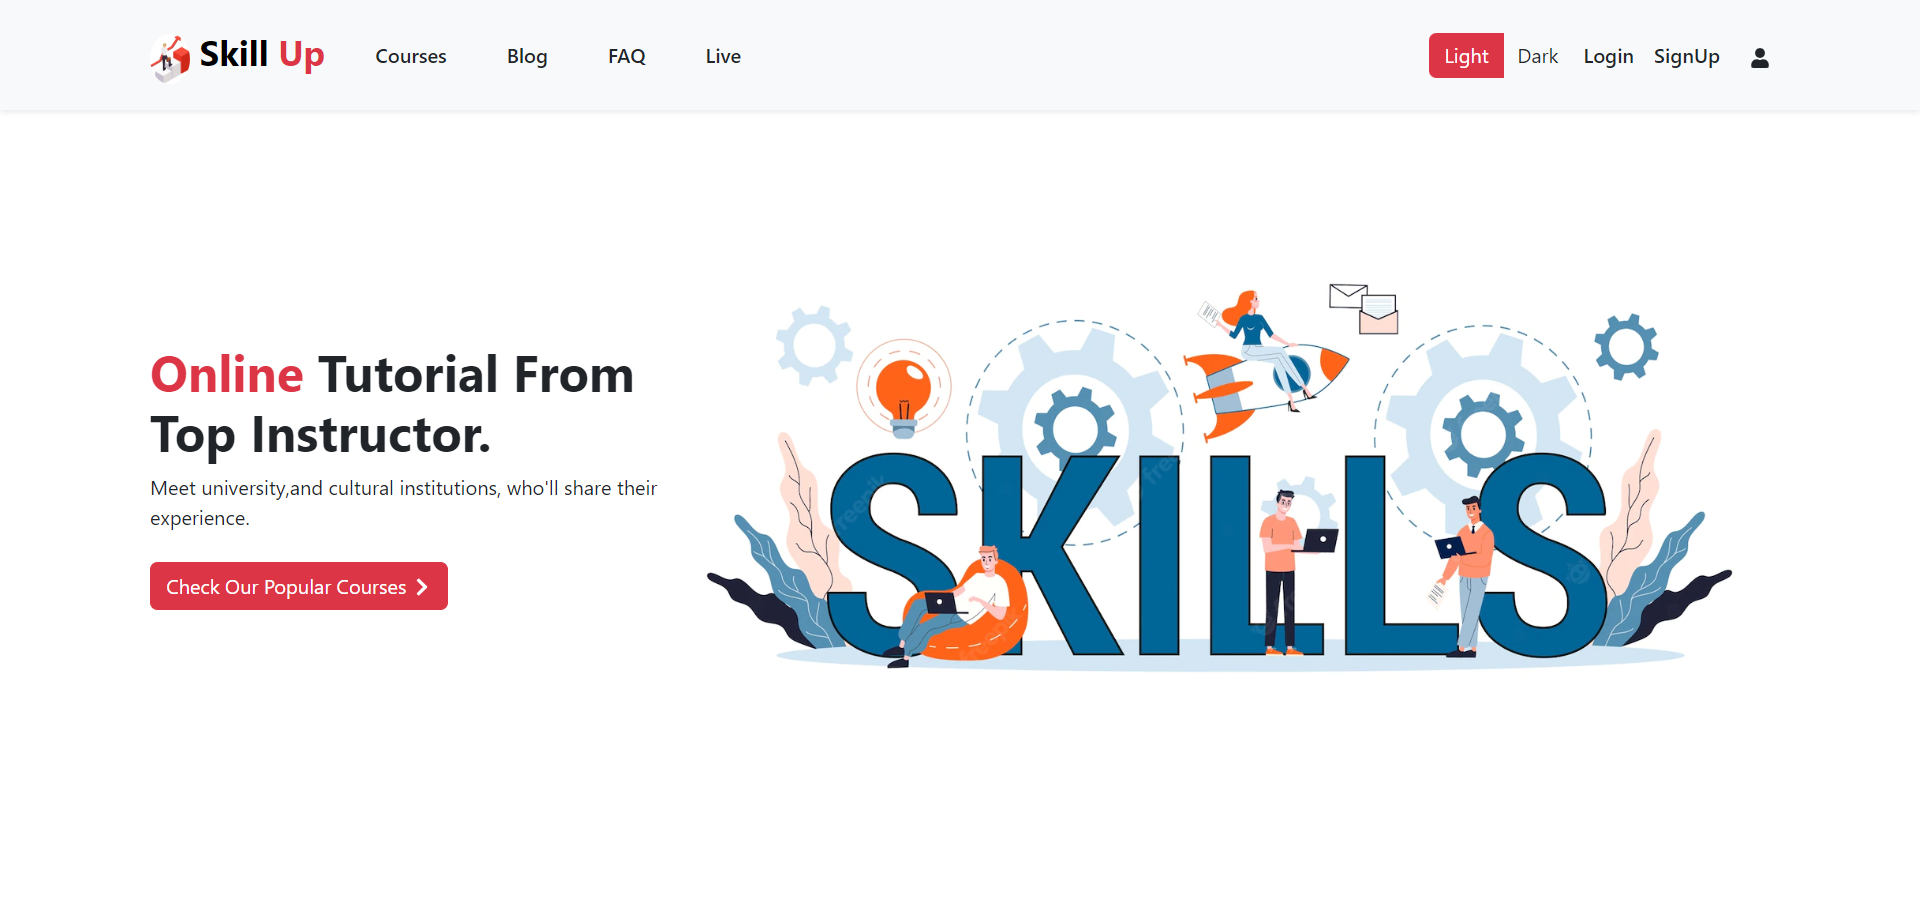 Skill Up
Courses
Blog
FAQ
Live
Light
Dark
Login
SignUp
Online Tutorial From
Top Instructor.
Meet university,and cultural institutions, who'll share their
experience.
Check Our Popular Courses
SKILLS
freepik